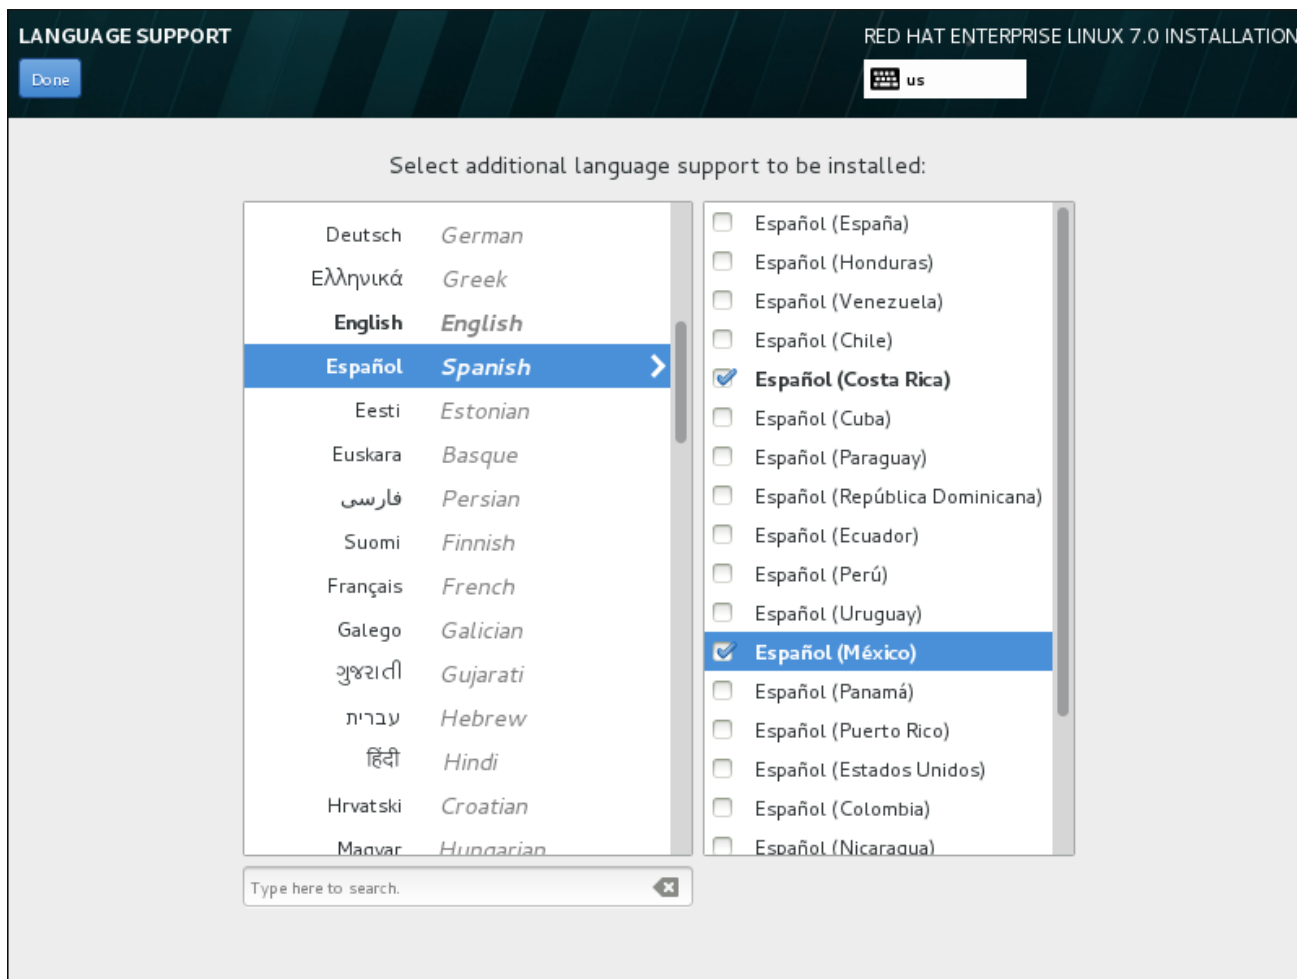 LANGUAGE SUPPORT
RED HAT ENTERPRISE LINUX 7.0 INSTALLATION
Done
us
Select additional language support to be installed:
Deutsch German
Ελληνικά Greek
English English
Español Spanish
Eesti Estonian
Euskara Basque
فارسی Persian
Suomi Finnish
Français French
Galego Galician
ગુજરાતી Gujarati
עברית Hebrew
हिंदी Hindi
Hrvatski Croatian
Magyar Hungarian
Type here to search.
Español (España)
Español (Honduras)
Español (Venezuela)
Español (Chile)
Español (Costa Rica)
Español (Cuba)
Español (Paraguay)
Español (República Dominicana)
Español (Ecuador)
Español (Perú)
Español (Uruguay)
Español (México)
Español (Panamá)
Español (Puerto Rico)
Español (Estados Unidos)
Español (Colombia)
Español (Nicaragua)